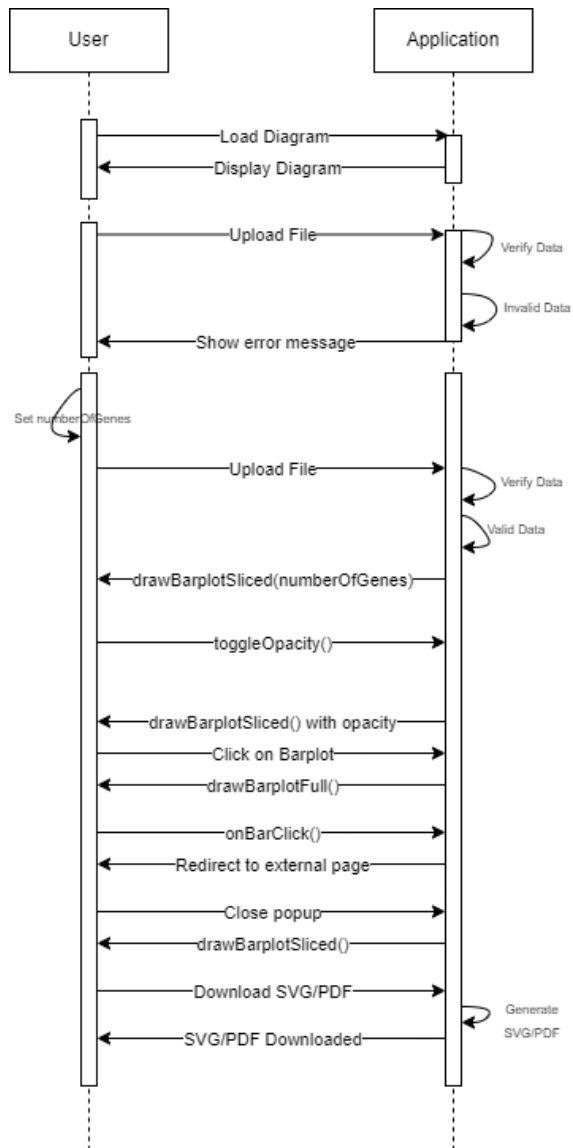 User
Application
Load Diagram
Display Diagram
Upload File
Verify Data
Invalid Data
Show error message
Set numberOfGenes
Upload File
Verify Data
Valid Data
drawBarplotSliced(numberOfGenes)
toggleOpacity()
drawBarplotSliced() with opacity
Click on Barplot
drawBarplotFull()
onBarClick()
Redirect to external page
Close popup
drawBarplotSliced()
Download SVG/PDF
Generate
SVG/PDF
SVG/PDF Downloaded